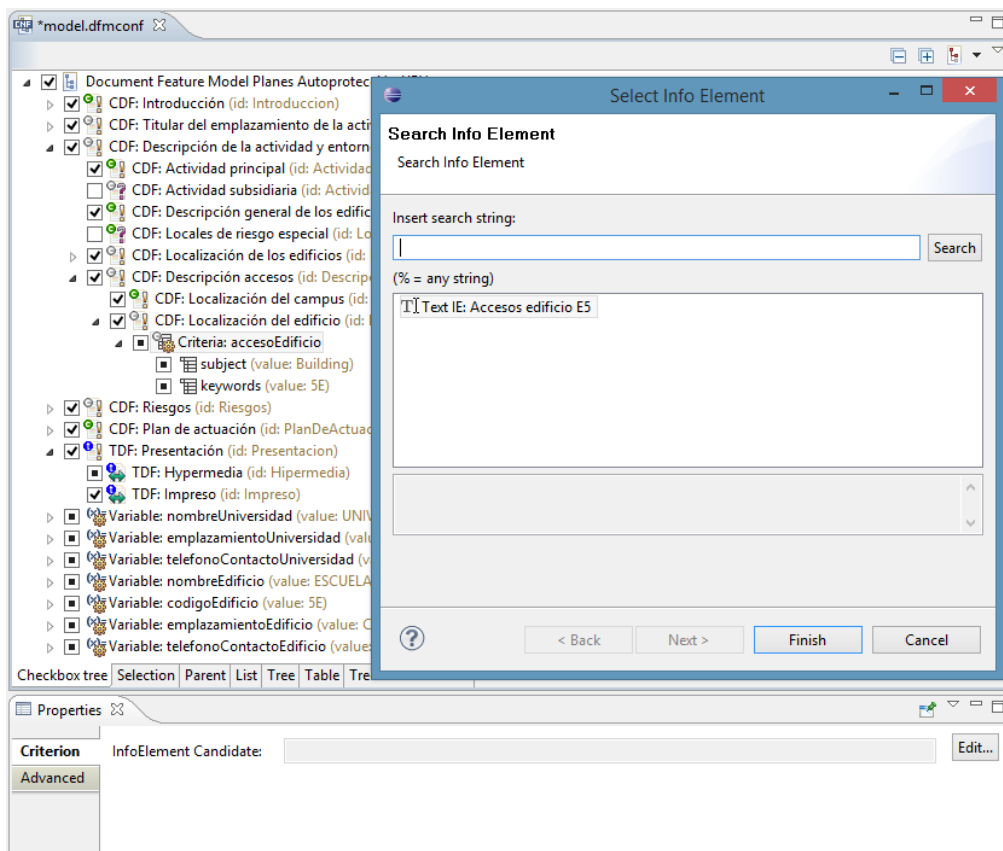 *model.dfmconf
Document Feature Model Planes Autoprotec
CDF: Introducción (id: Introduccion)
CDF: Titular del emplazamiento de la acti
CDF: Descripción de la actividad y entorn
CDF: Actividad principal (id: Actividad
CDF: Actividad subsidiaria (id: Activid
CDF: Descripción general de los edific
CDF: Locales de riesgo especial (id: Lo
CDF: Localización de los edificios (id:
CDF: Descripción accesos (id: Descrip
CDF: Localización del campus (id:
CDF: Localización del edificio (id:
Criteria: accesoEdificio
subject (value: Building)
keywords (value: 5E)
CDF: Riesgos (id: Riesgos)
CDF: Plan de actuación (id: PlanDeActuac
TDF: Presentación (id: Presentacion)
TDF: Hypermedia (id: Hipermedia)
TDF: Impreso (id: Impreso)
Variable: nombreUniversidad (value: UNIV
Variable: emplazamientoUniversidad (valu
Variable: telefonoContactoUniversidad (v
Variable: nombreEdificio (value: ESCUELA
Variable: codigoEdificio (value: 5E)
Variable: emplazamientoEdificio (value: C
Variable: telefonoContactoEdificio (value:
Checkbox tree Selection Parent List Tree Table Tre
Select Info Element
Search Info Element
Search Info Element
Insert search string:
Search
(% = any string)
Text IE: Accesos edificio E5
< Back Next > Finish Cancel
Properties
Criterion InfoElement Candidate: Edit...
Advanced